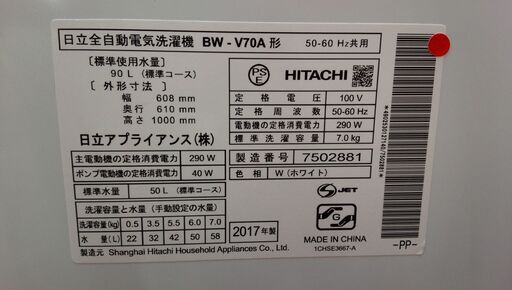 日立全自動電気洗濯機 BW-V70A形 50-60 Hz共用
[標準使用水量]
90 L (標準コース)
[外形寸法]
幅 608 mm
奥行 610 mm
高さ 1000 mm
日立アプライアンス(株)
PSE HITACHI
定格電圧 100 V
定格周波数 50-60 Hz
電動機の定格消費電力 290 W
標準洗濯容量 7.0 kg
主電動機の定格消費電力 290 W
ポンプ電動機の定格消費電力 40 W
製造番号 7502881
色相 W (ホワイト)
標準水量 50 L (標準コース)
洗濯容量と水量 (手動設定の水量)
洗濯容量(kg) 0.5 3.5 5.5 6.0 7.0
水量(L) 22 32 42 50 58
2017年製
S-JET
G
MADE IN CHINA
1CHSE3667-A
製造元 Shanghai Hitachi Household Appliances Co., Ltd.
-PP-